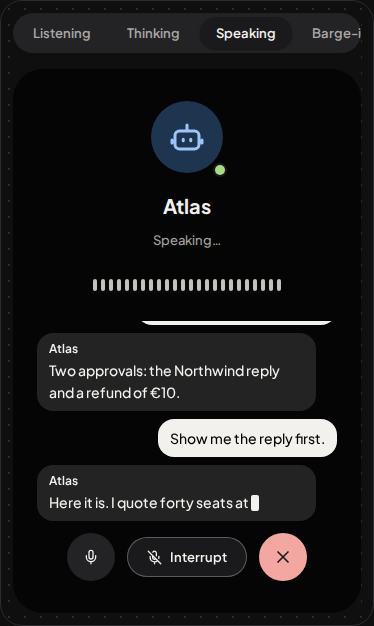 Listening
Thinking
Speaking
Barge-i
Atlas
Speaking…
Atlas
Two approvals: the Northwind reply
and a refund of €10.
Show me the reply first.
Atlas
Here it is. I quote forty seats at
Interrupt